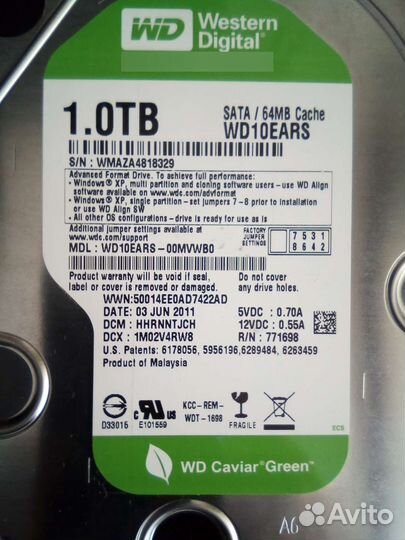 WD Western Digital®
1.0TB
SATA / 64MB Cache
WD10EARS
S/N: WMAZA4818329
Advanced Format Drive. To achieve full performance:
• Windows® XP, multi partition and cloning software users - use WD Align software at www.wdc.com/advformat
• Windows® XP, single partition - set jumpers 7 - 8 prior to installation or use WD Align SW
• All other OS configurations - drive is ready for use as is
Additional jumper settings available at www.wdc.com/support
FACTORY JUMPER SETTINGS
7 5 3 1
8 6 4 2
MDL: WD10EARS-00MVWB0
Product warranty will be void if seal, label or cover is removed or damaged.
Do not cover any drive holes.
WWN:50014EE0AD7422AD
DATE: 03 JUN 2011
5VDC: 0.70A
DCM: HHRNNTJCH
12VDC: 0.55A
DCX: 1M02V4RW8
R/N: 771698
U.S. Patents: 6178056, 5956196,6289484, 6263459
Product of Malaysia
D33015
E101559
KCC-REM-WDT-1698
FRAGILE
ECS
WD Caviar® Green™
A6
Avito